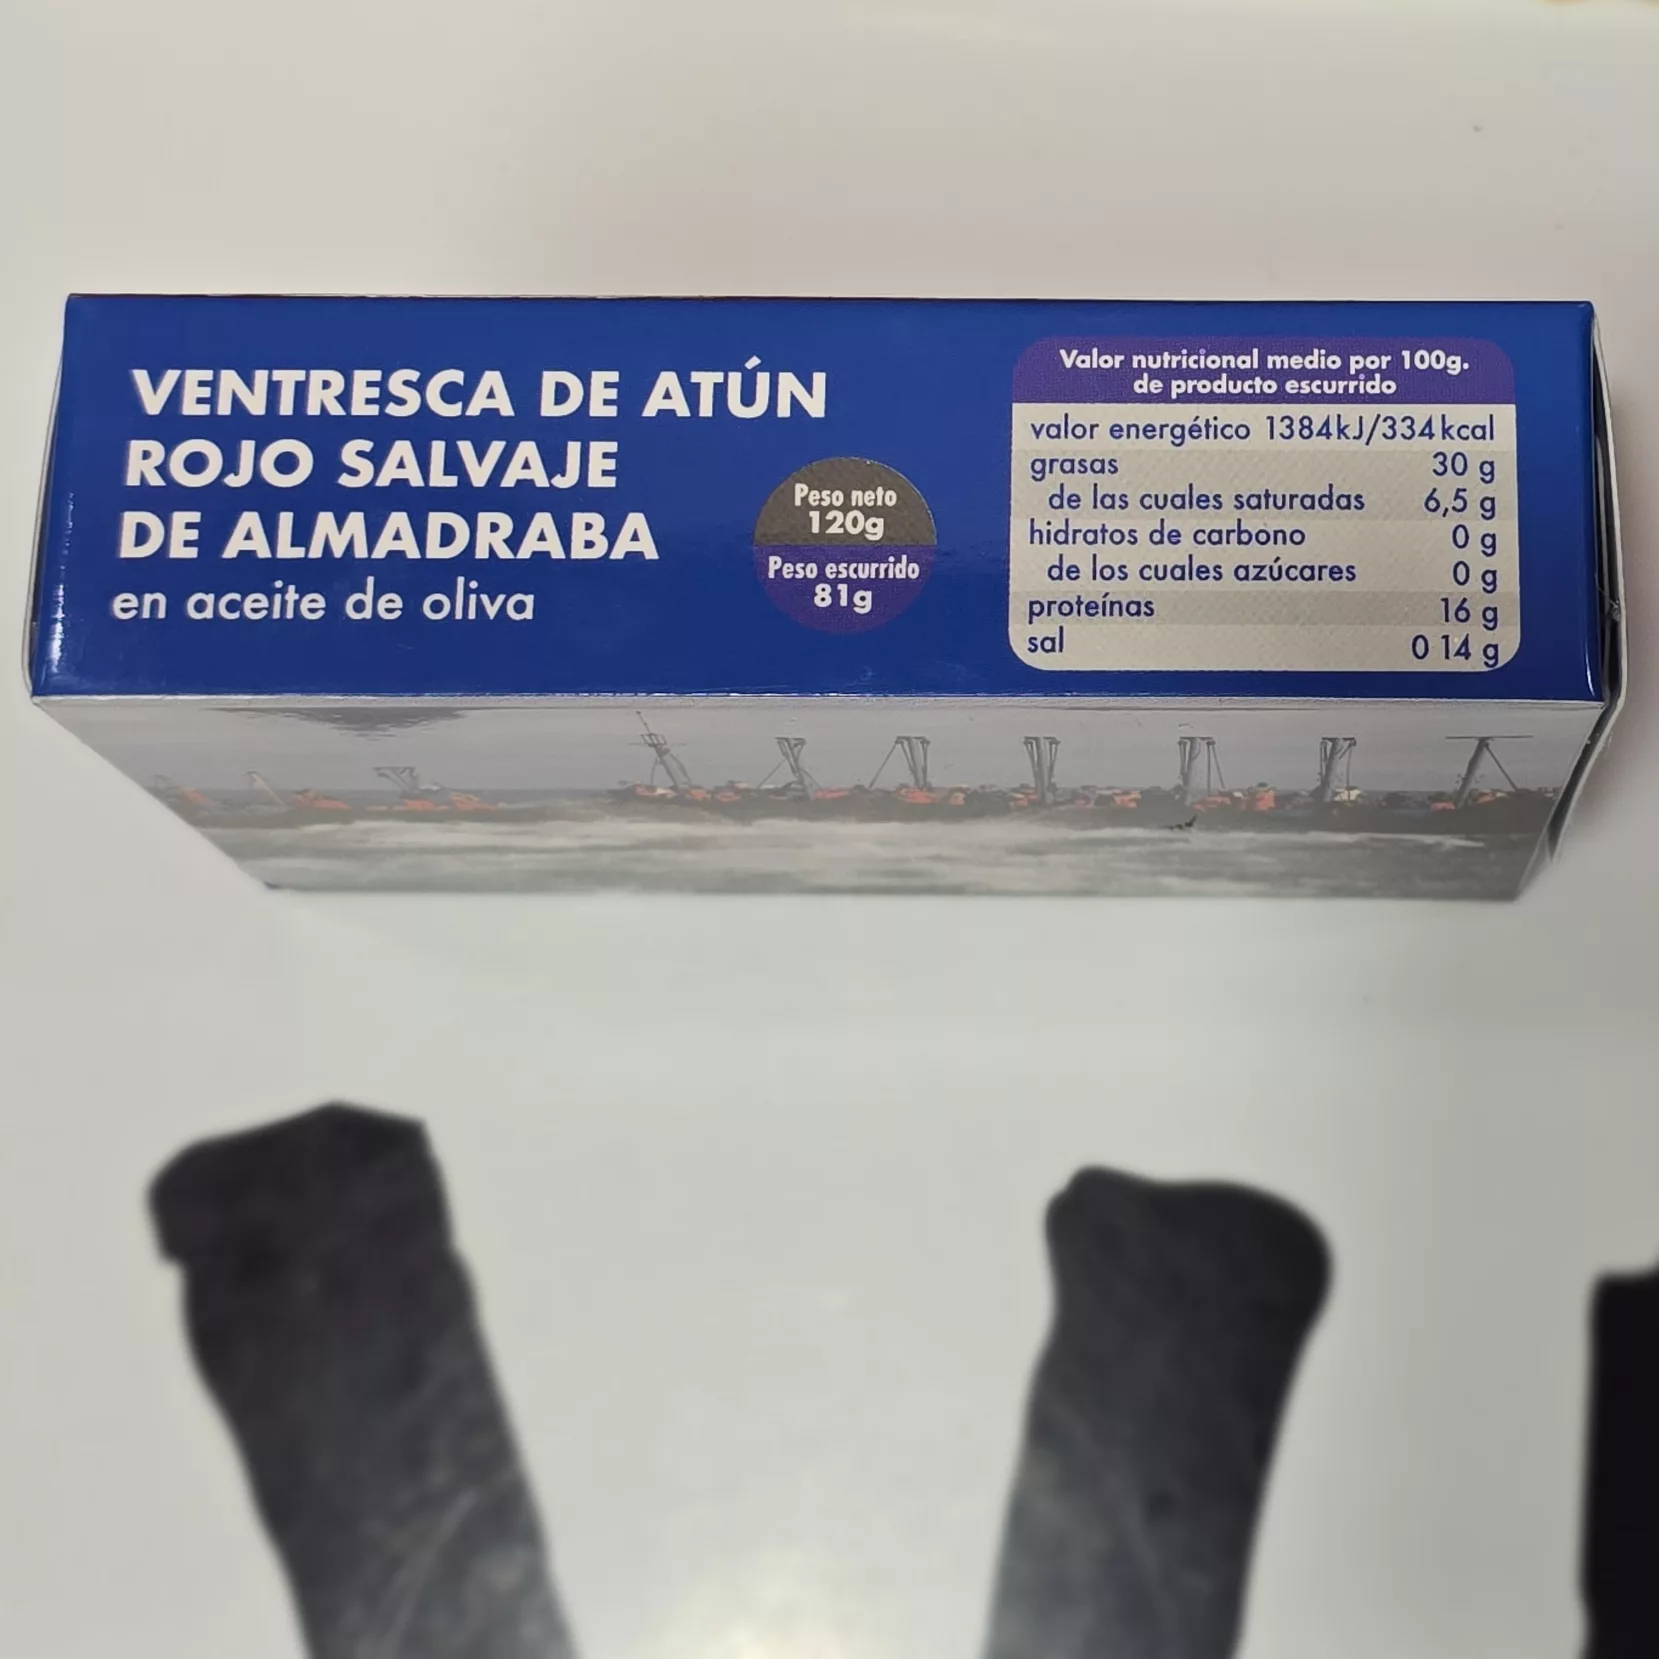 VENTRESCA DE ATÚN
ROJO SALVAJE
DE ALMADRABA
en aceite de oliva
Peso neto
120g
Peso escurrido
81g
Valor nutricional medio por 100g.
de producto escurrido
valor energético 1384kJ/334kcal
grasas 30 g
de las cuales saturadas 6,5 g
hidratos de carbono 0 g
de los cuales azúcares 0 g
proteínas 16 g
sal 0 14 g